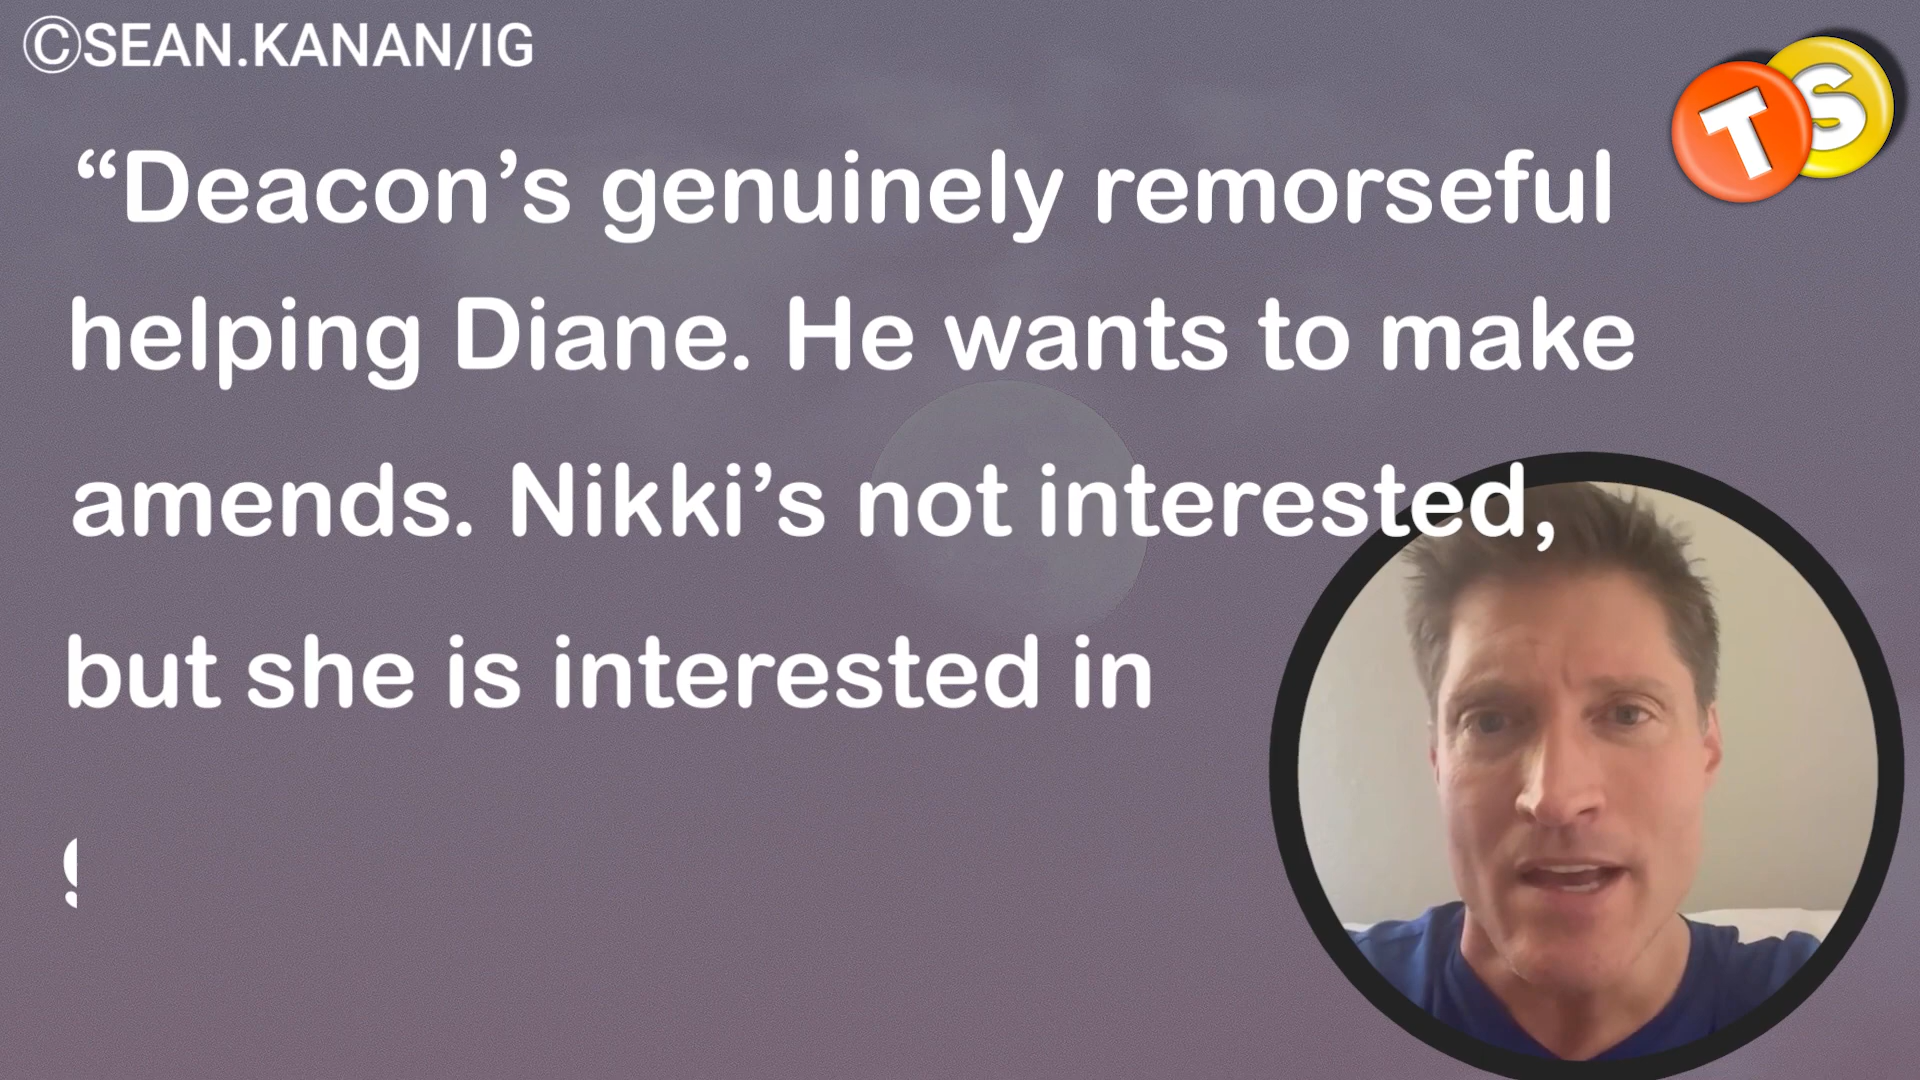 ©SEAN.KANAN/IG
TS
“Deacon’s genuinely remorseful
helping Diane. He wants to make
amends. Nikki’s not interested,
but she is interested in